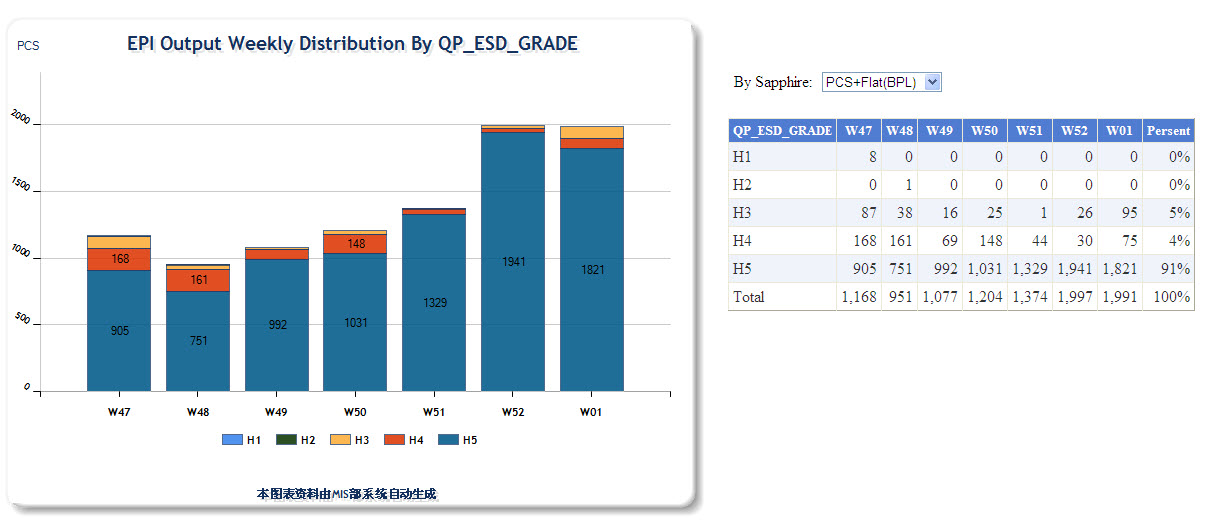 EPI Output Weekly Distribution By QP_ESD_GRADE
PCS
2000
1500
1000
500
0
168
905
161
751
992
148
1031
1329
1941
1821
W47 W48 W49 W50 W51 W52 W01
H1 H2 H3 H4 H5
本图表资料由MIS部系统自动生成
By Sapphire: PCS+Flat(BPL)
QP_ESD_GRADE W47 W48 W49 W50 W51 W52 W01 Persent
H1 8 0 0 0 0 0 0 0%
H2 0 1 0 0 0 0 0 0%
H3 87 38 16 25 1 26 95 5%
H4 168 161 69 148 44 30 75 4%
H5 905 751 992 1,031 1,329 1,941 1,821 91%
Total 1,168 951 1,077 1,204 1,374 1,997 1,991 100%